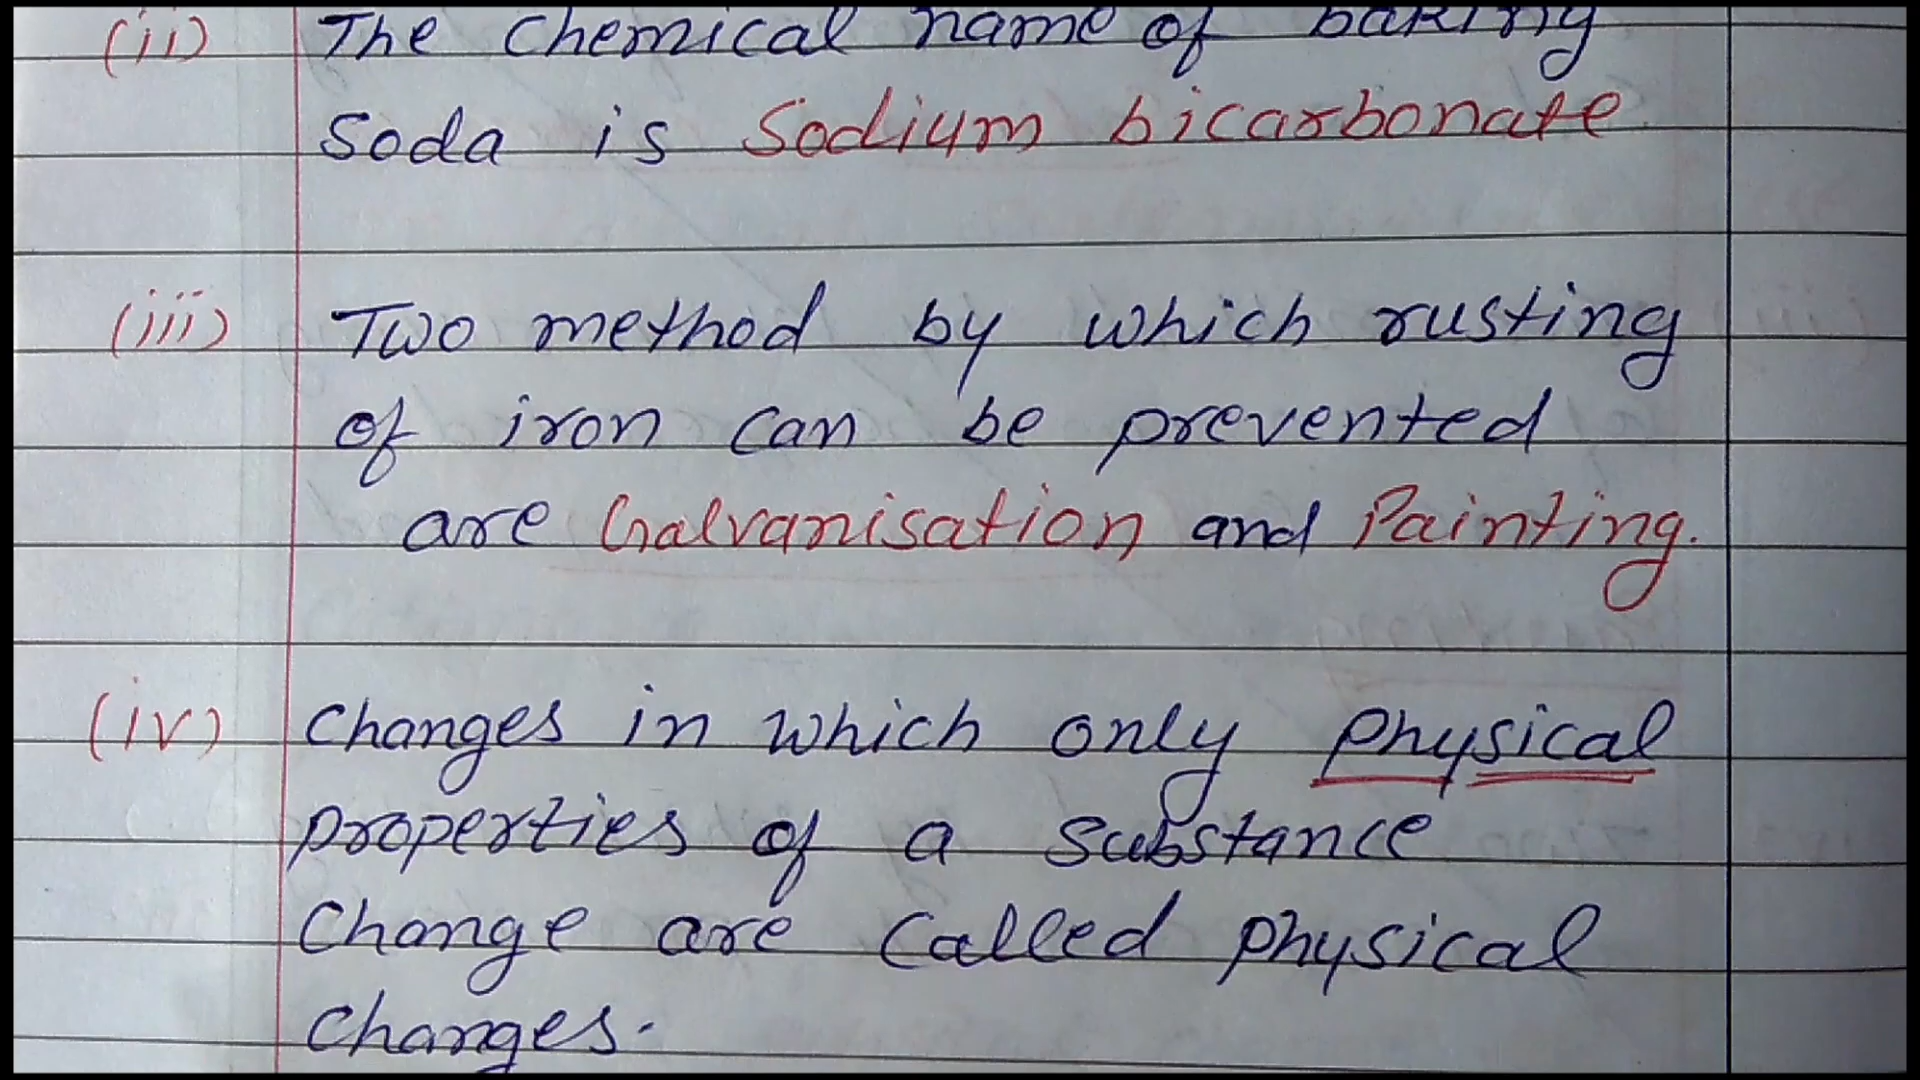 (ii) The chemical name of baking
Soda is Sodium bicarbonate
(iii) Two method by which rusting
of iron can be prevented
are Galvanisation and Painting.
(iv) Changes in which only physical
properties of a substance
change are called physical
changes.